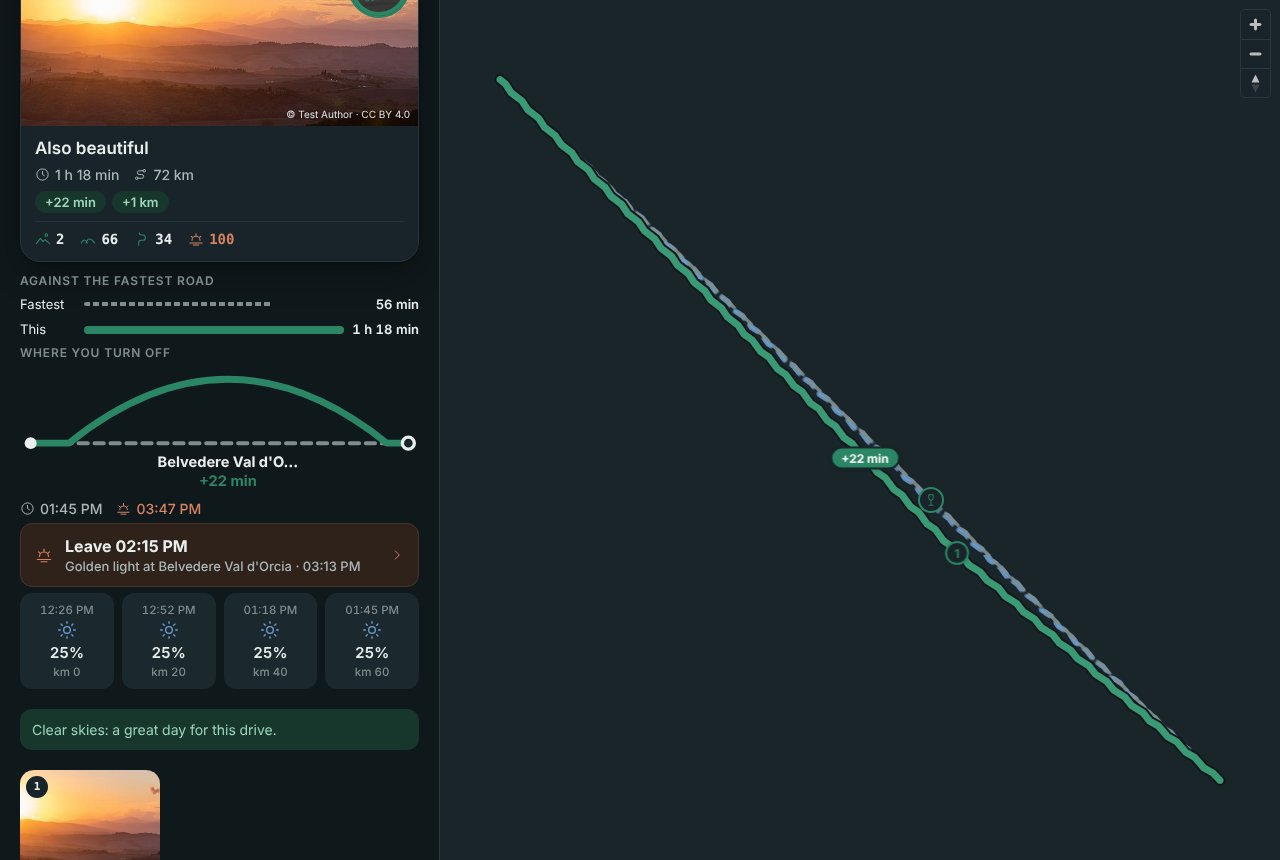 © Test Author · CC BY 4.0
Also beautiful
1 h 18 min 72 km
+22 min +1 km
2 66 34 100
AGAINST THE FASTEST ROAD
Fastest 56 min
This 1 h 18 min
WHERE YOU TURN OFF
Belvedere Val d'O...
+22 min
01:45 PM 03:47 PM
Leave 02:15 PM
Golden light at Belvedere Val d'Orcia · 03:13 PM
12:26 PM 12:52 PM 01:18 PM 01:45 PM
25% 25% 25% 25%
km 0 km 20 km 40 km 60
Clear skies: a great day for this drive.
1
+22 min
1